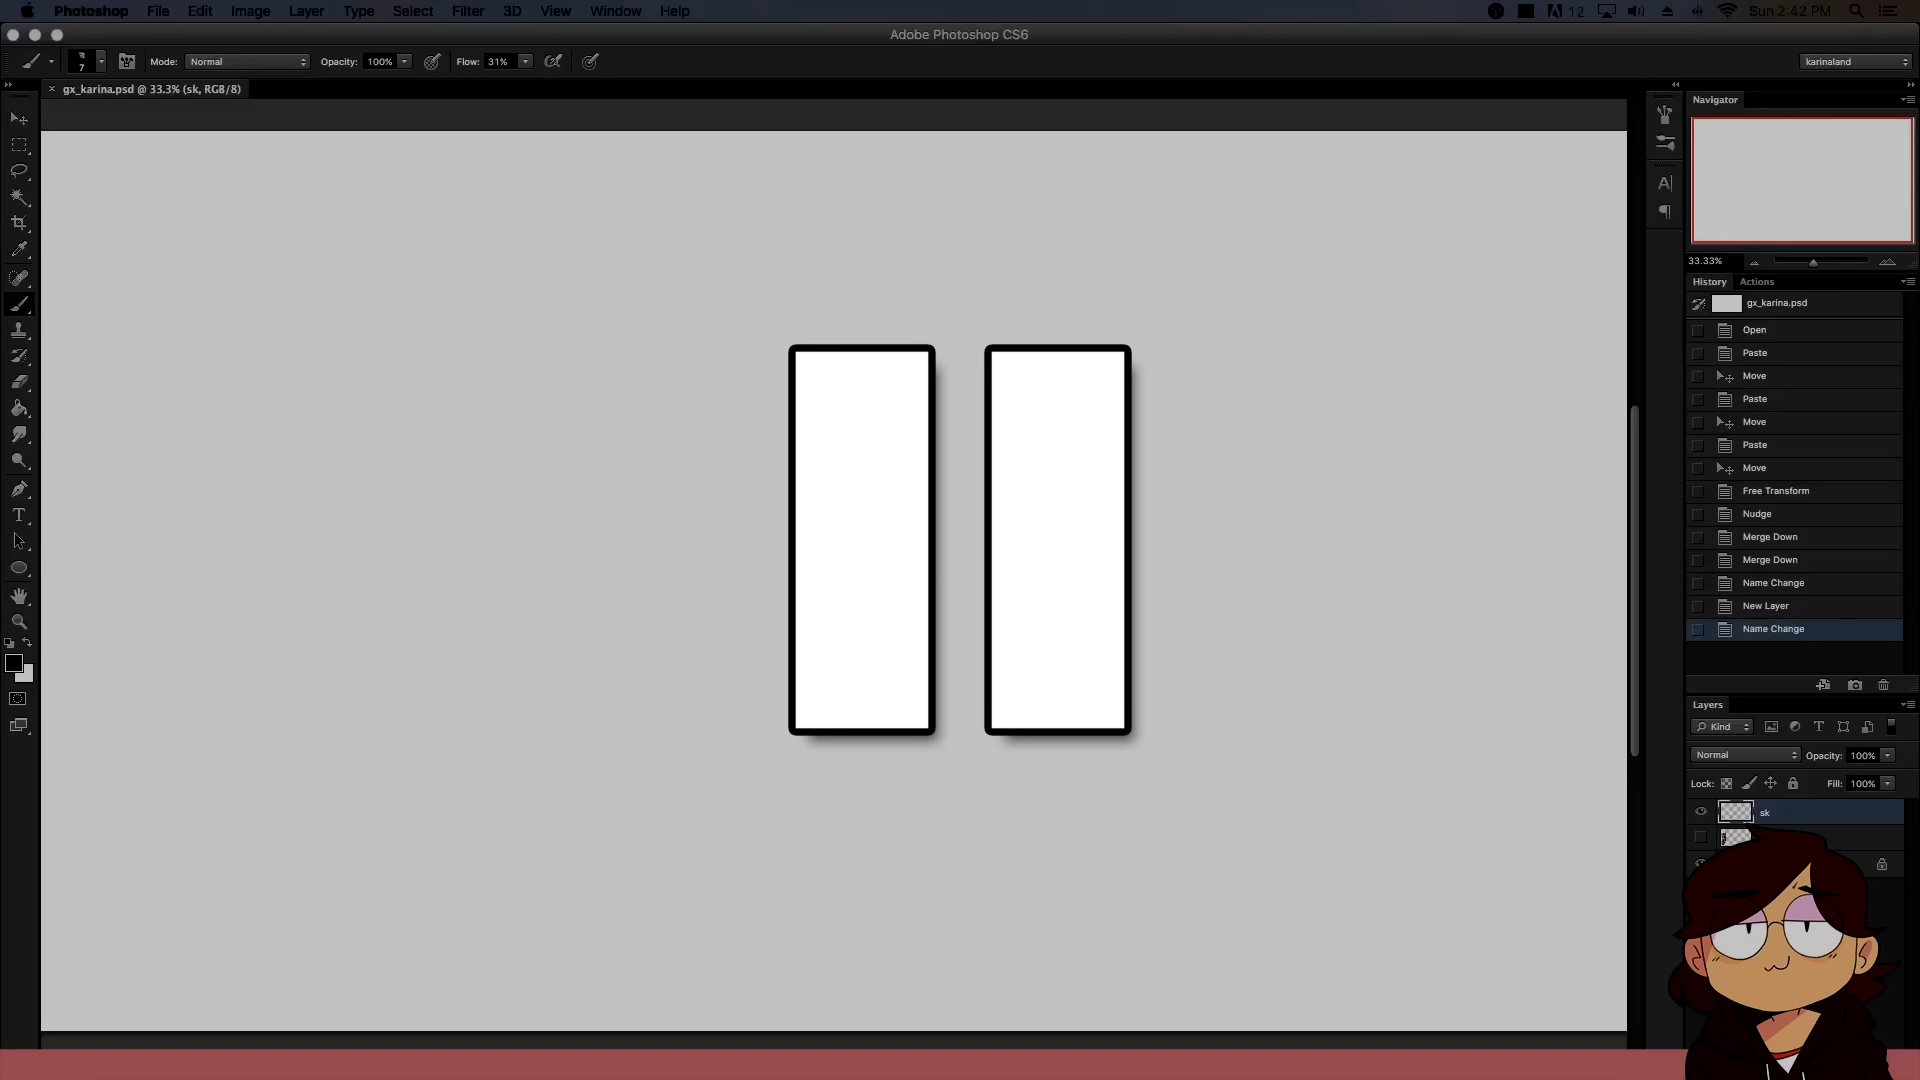 Photoshop File Edit Image Layer Type Select Filter 3D View Window Help 12 Sun 2:42 PM
Adobe Photoshop CS6
7 Mode: Normal Opacity: 100% Flow: 31% karinaland
× gx_karina.psd @ 33.3% (sk, RGB/8)
Navigator
33.33%
History Actions
gx_karina.psd
Open
Paste
Move
Paste
Move
Paste
Move
Free Transform
Nudge
Merge Down
Merge Down
Name Change
New Layer
Name Change
Layers
Kind
Normal Opacity: 100%
Lock: Fill: 100%
sk